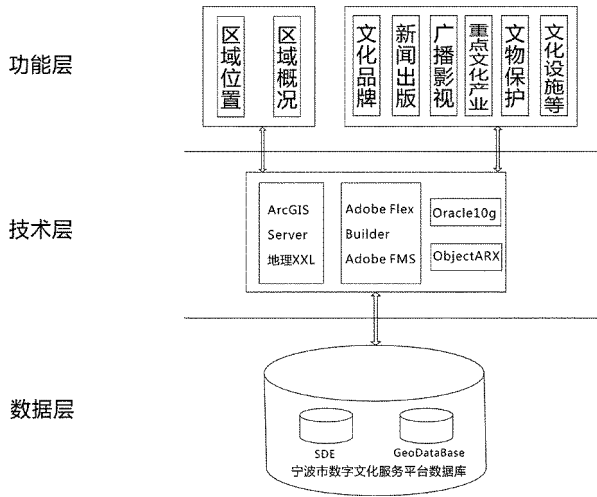 功能层
区域位置
区域概况
文化品牌
新闻出版
广播影视
重点文化产业
文物保护
文化设施等
技术层
ArcGIS
Server
地理XXL
Adobe Flex
Builder
Adobe FMS
Oracle10g
ObjectARX
数据层
SDE
GeoDataBase
宁波市数字文化服务平台数据库